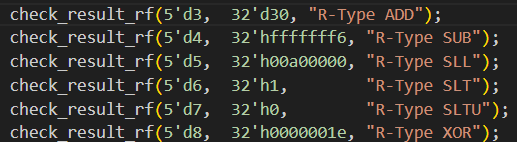 check_result_rf(5'd3,  32'd30, "R-Type ADD");
check_result_rf(5'd4,  32'hfffffff6, "R-Type SUB");
check_result_rf(5'd5,  32'h00a00000, "R-Type SLL");
check_result_rf(5'd6,  32'h1,        "R-Type SLT");
check_result_rf(5'd7,  32'h0,        "R-Type SLTU");
check_result_rf(5'd8,  32'h0000001e, "R-Type XOR");